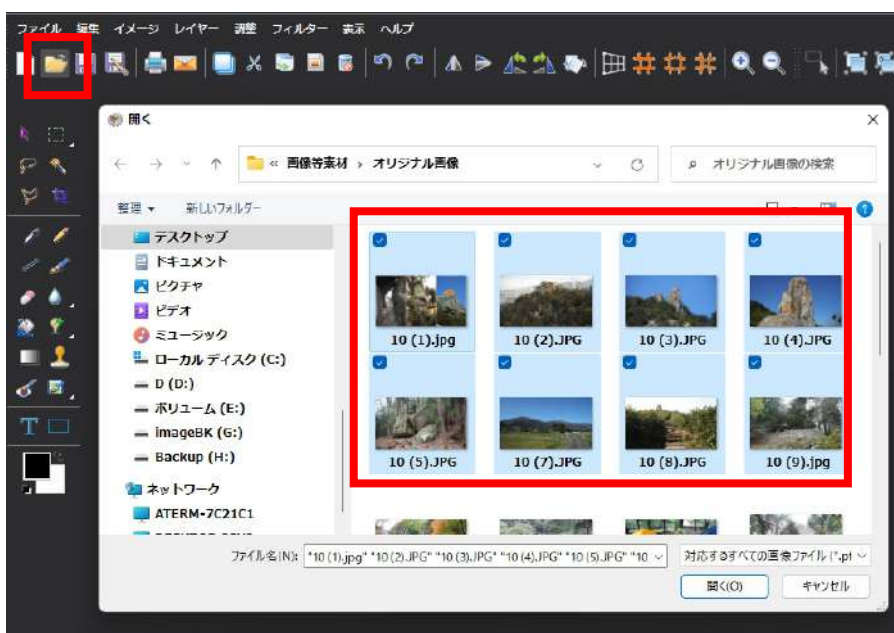 ファイル 編集 イメージ レイヤー 調整 フィルター 表示 ヘルプ
開く
« 画像等素材 › オリジナル画像
オリジナル画像の検索
整理 新しいフォルダー
デスクトップ
ドキュメント
ピクチャ
ビデオ
ミュージック
ローカル ディスク (C:)
D (D:)
ボリューム (E:)
imageBK (G:)
Backup (H:)
ネットワーク
ATERM-7C21C1
10 (1).jpg 10 (2).JPG 10 (3).JPG 10 (4).JPG
10 (5).JPG 10 (7).JPG 10 (8).JPG 10 (9).jpg
ファイル名(N): "10 (1).jpg" "10 (2).JPG" "10 (3).JPG" "10 (4).JPG" "10 (5).JPG" "10 対応するすべての画像ファイル (*.pt
開く(O) キャンセル
T